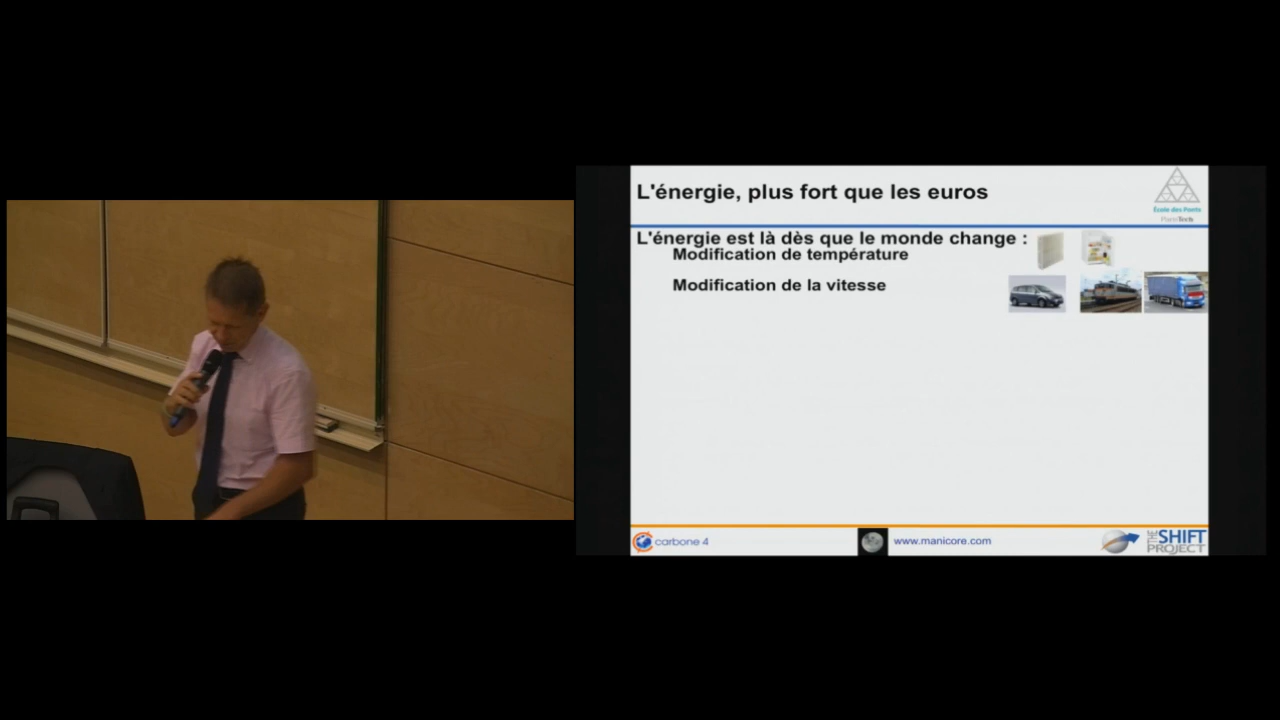 L'énergie, plus fort que les euros
École des Ponts
ParisTech
L'énergie est là dès que le monde change :
Modification de température
Modification de la vitesse
carbone 4
www.manicore.com
THE SHIFT PROJECT